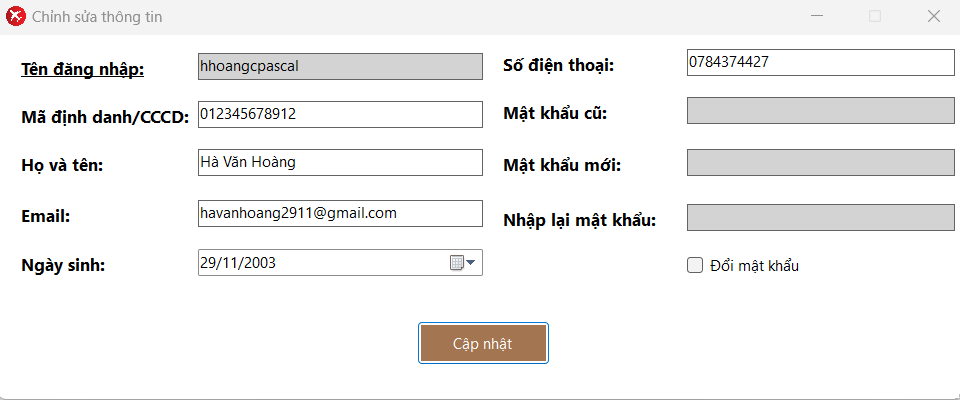 Chỉnh sửa thông tin
Tên đăng nhập: hhoangcpascal
Mã định danh/CCCD: 012345678912
Họ và tên: Hà Văn Hoàng
Email: havanhoang2911@gmail.com
Ngày sinh: 29/11/2003
Số điện thoại: 0784374427
Mật khẩu cũ:
Mật khẩu mới:
Nhập lại mật khẩu:
Đổi mật khẩu
Cập nhật